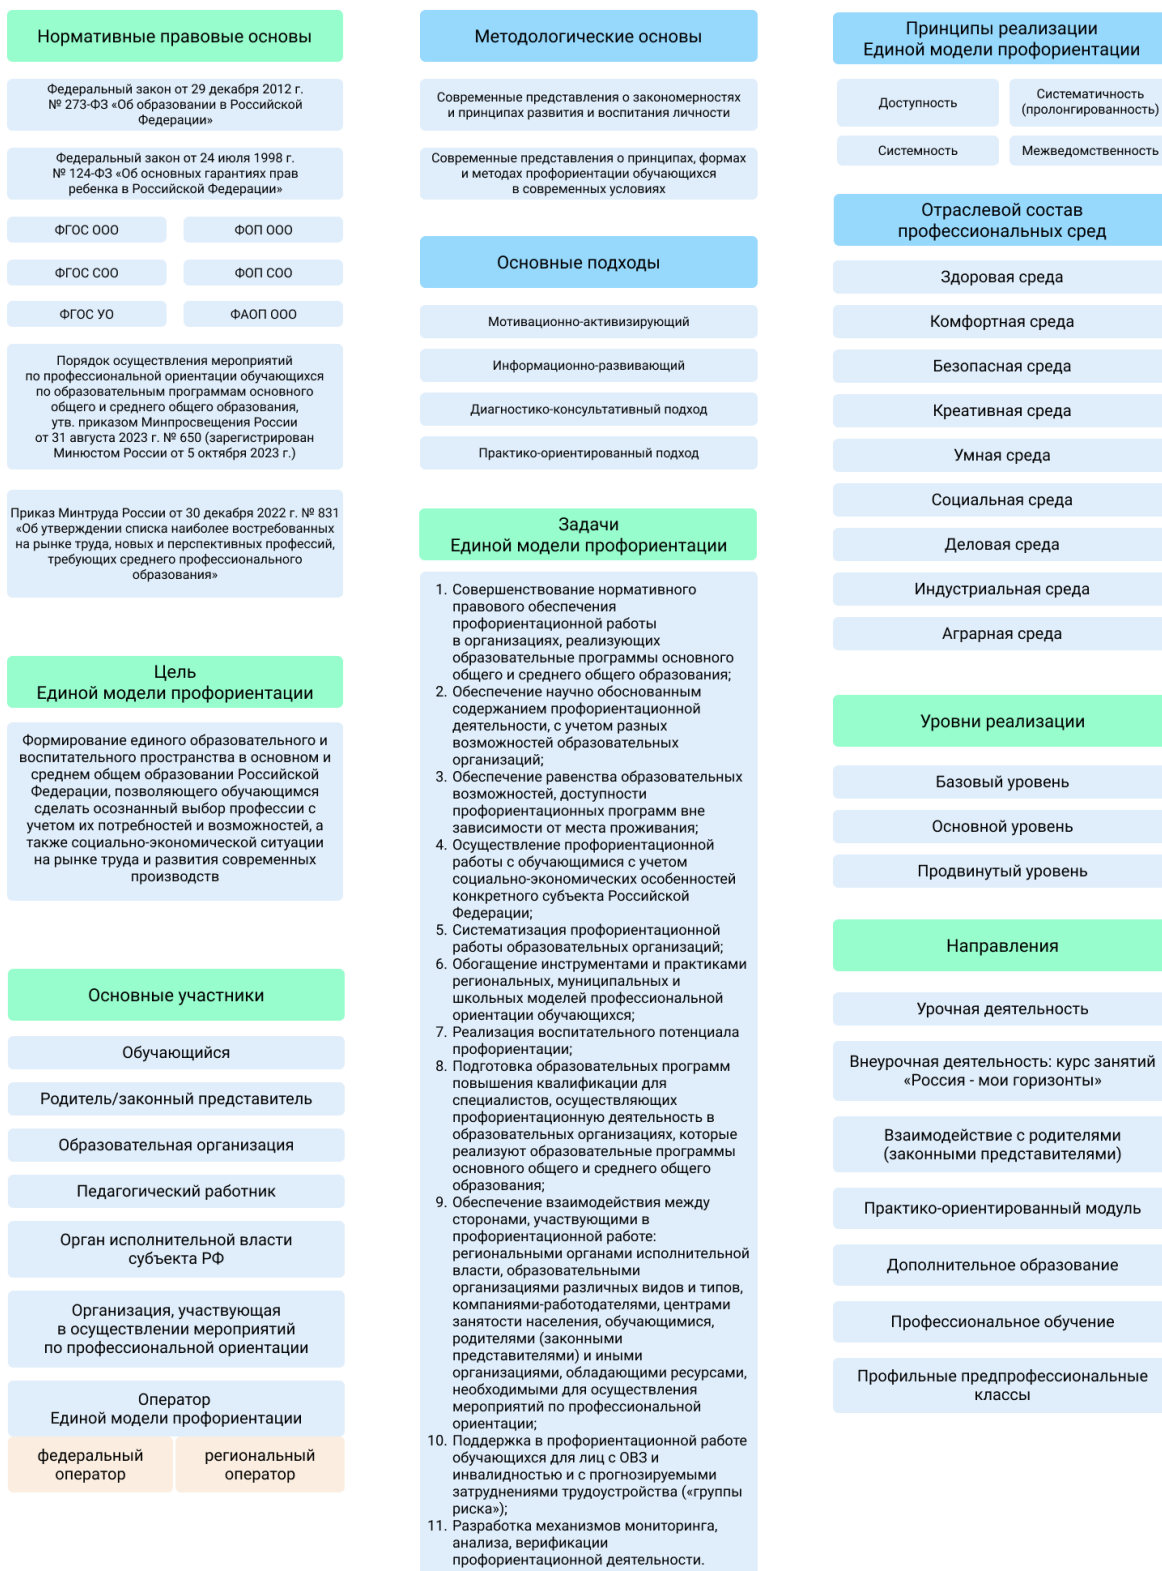 Нормативные правовые основы
Федеральный закон от 29 декабря 2012 г.
№ 273-ФЗ «Об образовании в Российской
Федерации»
Федеральный закон от 24 июля 1998 г.
№ 124-ФЗ «Об основных гарантиях прав
ребенка в Российской Федерации»
ФГОС ООО
ФОП ООО
ФГОС СОО
ФОП СОО
ФГОС УО
ФАОП ООО
Порядок осуществления мероприятий
по профессиональной ориентации обучающихся
по образовательным программам основного
общего и среднего общего образования,
утв. приказом Минпросвещения России
от 31 августа 2023 г. № 650 (зарегистрирован
Минюстом России от 5 октября 2023 г.)
Приказ Минтруда России от 30 декабря 2022 г. № 831
«Об утверждении списка наиболее востребованных
на рынке труда, новых и перспективных профессий,
требующих среднего профессионального
образования»
Цель
Единой модели профориентации
Формирование единого образовательного и
воспитательного пространства в основном и
среднем общем образовании Российской
Федерации, позволяющего обучающимся
сделать осознанный выбор профессии с
учетом их потребностей и возможностей, а
также социально-экономической ситуации
на рынке труда и развития современных
производств
Основные участники
Обучающийся
Родитель/законный представитель
Образовательная организация
Педагогический работник
Орган исполнительной власти
субъекта РФ
Организация, участвующая
в осуществлении мероприятий
по профессиональной ориентации
Оператор
Единой модели профориентации
федеральный
оператор
региональный
оператор
Методологические основы
Современные представления о закономерностях
и принципах развития и воспитания личности
Современные представления о принципах, формах
и методах профориентации обучающихся
в современных условиях
Основные подходы
Мотивационно-активизирующий
Информационно-развивающий
Диагностико-консультативный подход
Практико-ориентированный подход
Задачи
Единой модели профориентации
1. Совершенствование нормативного
правового обеспечения
профориентационной работы
в организациях, реализующих
образовательные программы основного
общего и среднего общего образования;
2. Обеспечение научно обоснованным
содержанием профориентационной
деятельности, с учетом разных
возможностей образовательных
организаций;
3. Обеспечение равенства образовательных
возможностей, доступности
профориентационных программ вне
зависимости от места проживания;
4. Осуществление профориентационной
работы с обучающимися с учетом
социально-экономических особенностей
конкретного субъекта Российской
Федерации;
5. Систематизация профориентационной
работы образовательных организаций;
6. Обогащение инструментами и практиками
региональных, муниципальных и
школьных моделей профессиональной
ориентации обучающихся;
7. Реализация воспитательного потенциала
профориентации;
8. Подготовка образовательных программ
повышения квалификации для
специалистов, осуществляющих
профориентационную деятельность в
образовательных организациях, которые
реализуют образовательные программы
основного общего и среднего общего
образования;
9. Обеспечение взаимодействия между
сторонами, участвующими в
профориентационной работе:
региональными органами исполнительной
власти, образовательными
организациями различных видов и типов,
компаниями-работодателями, центрами
занятости населения, обучающимися,
родителями (законными
представителями) и иными
организациями, обладающими ресурсами,
необходимыми для осуществления
мероприятий по профессиональной
ориентации;
10. Поддержка в профориентационной работе
обучающихся для лиц с ОВЗ и
инвалидностью и с прогнозируемыми
затруднениями трудоустройства («группы
риска»);
11. Разработка механизмов мониторинга,
анализа, верификации
профориентационной деятельности.
Принципы реализации
Единой модели профориентации
Доступность
Систематичность
(пролонгированность)
Системность
Межведомственность
Отраслевой состав
профессиональных сред
Здоровая среда
Комфортная среда
Безопасная среда
Креативная среда
Умная среда
Социальная среда
Деловая среда
Индустриальная среда
Аграрная среда
Уровни реализации
Базовый уровень
Основной уровень
Продвинутый уровень
Направления
Урочная деятельность
Внеурочная деятельность: курс занятий
«Россия - мои горизонты»
Взаимодействие с родителями
(законными представителями)
Практико-ориентированный модуль
Дополнительное образование
Профессиональное обучение
Профильные предпрофессиональные
классы